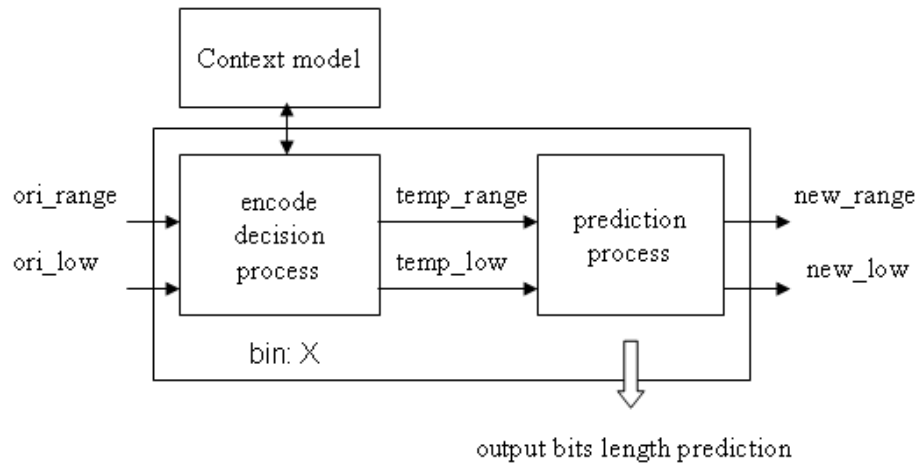 Context model
ori_range
ori_low
encode
decision
process
temp_range
temp_low
prediction
process
new_range
new_low
bin: X
output bits length prediction